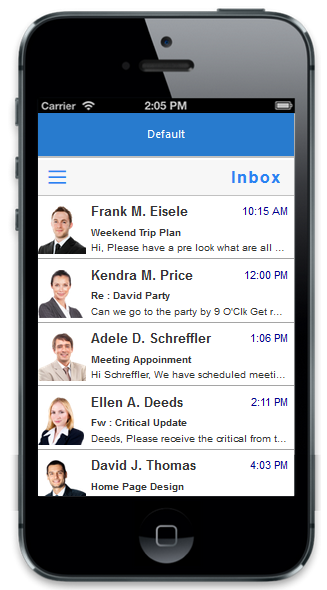 Carrier 2:05 PM
Default
Inbox
Frank M. Eisele 10:15 AM
Weekend Trip Plan
Hi, Please have a pre look what are all ...
Kendra M. Price 12:00 PM
Re : David Party
Can we go to the party by 9 O'Clk Get r...
Adele D. Schreffler 1:06 PM
Meeting Appoinment
Hi Schreffler, We have scheduled meeti...
Ellen A. Deeds 2:11 PM
Fw : Critical Update
Deeds, Please receive the critical from t...
David J. Thomas 4:03 PM
Home Page Design